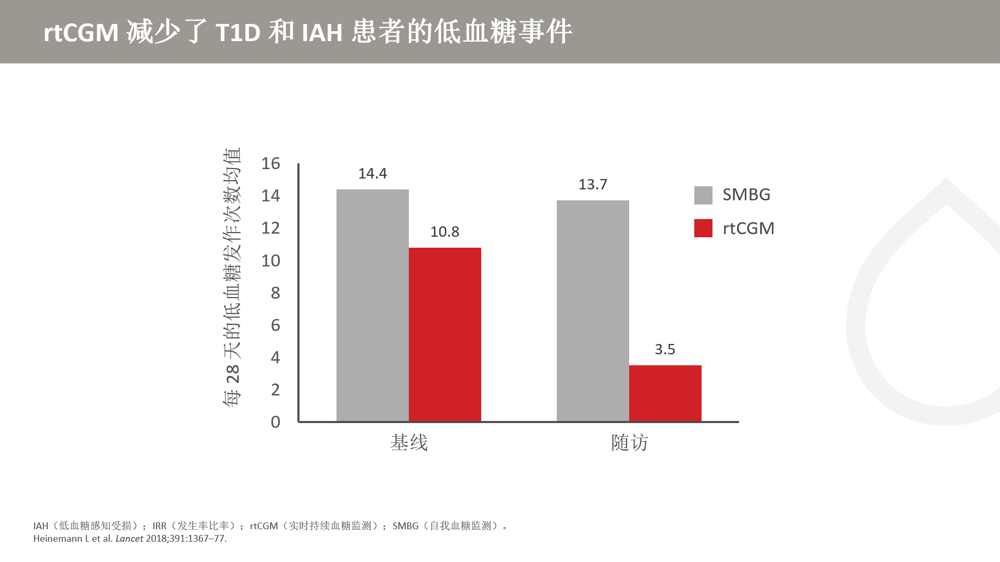 rtCGM 减少了 T1D 和 IAH 患者的低血糖事件
每 28 天的低血糖发作次数均值
16
14
12
10
8
6
4
2
0
14.4
10.8
13.7
3.5
SMBG
rtCGM
基线
随访
IAH（低血糖感知受损）；IRR（发生率比率）；rtCGM（实时持续血糖监测）；SMBG（自我血糖监测）。
Heinemann L et al. Lancet 2018;391:1367–77.